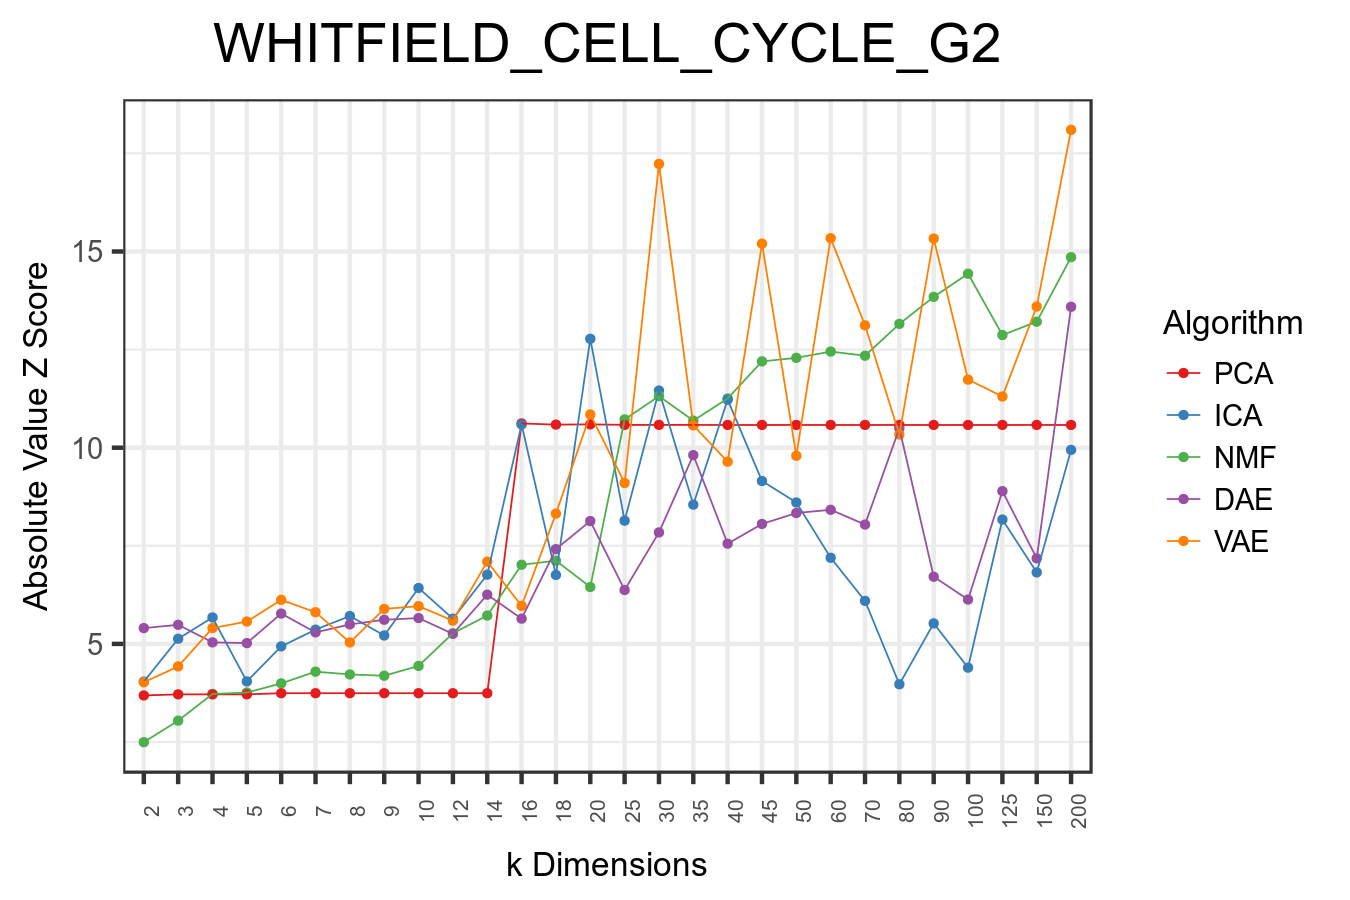 WHITFIELD_CELL_CYCLE_G2
Absolute Value Z Score
15
10
5
2 3 4 5 6 7 8 9 10 12 14 16 18 20 25 30 35 40 45 50 60 70 80 90 100 125 150 200
k Dimensions
Algorithm
PCA
ICA
NMF
DAE
VAE